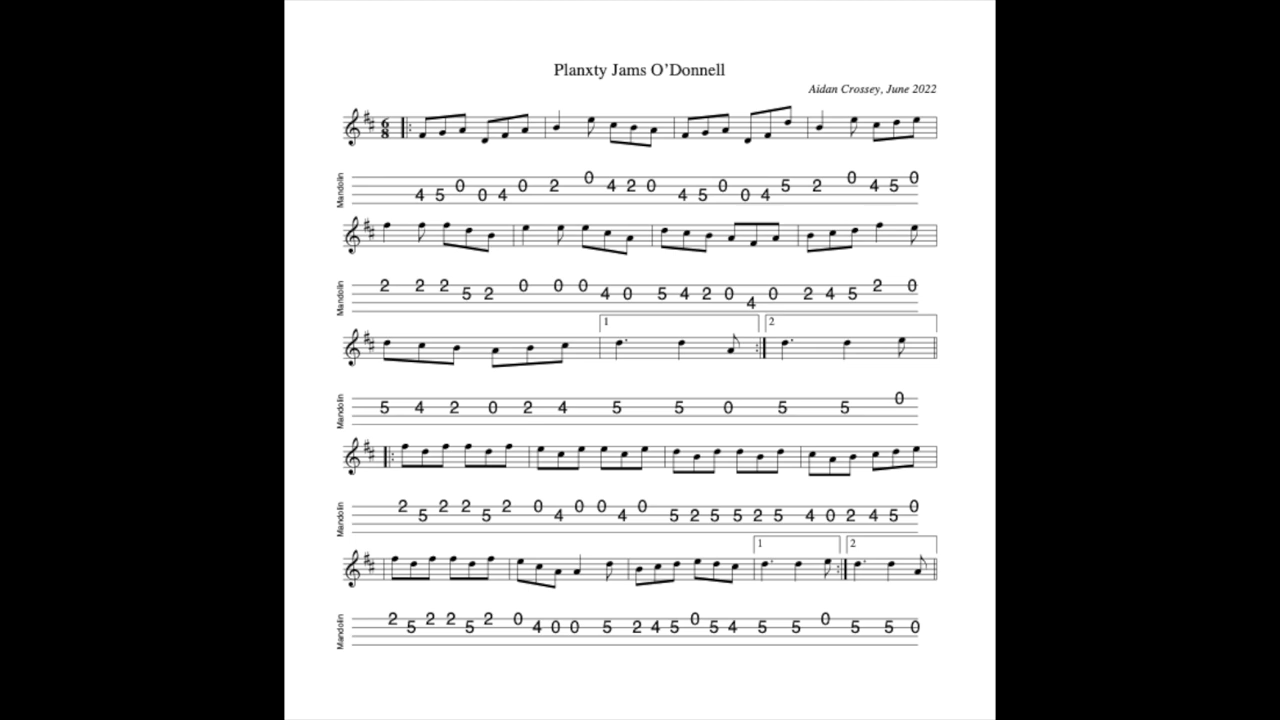 Planxty Jams O'Donnell
Aidan Crossey, June 2022
6
8
Mandolin
4 5 0 0 4 0 2 0 4 2 0 4 5 0 0 4 5 2 0 4 5 0
Mandolin
2 2 2 5 2 0 0 0 4 0 5 4 2 0 4 0 2 4 5 2 0
1 2
Mandolin
5 4 2 0 2 4 5 5 0 5 5 0
Mandolin
2 5 2 2 5 2 0 4 0 0 4 0 5 2 5 5 2 5 4 0 2 4 5 0
1 2
Mandolin
2 5 2 2 5 2 0 4 0 0 5 2 4 5 0 5 4 5 5 0 5 5 0